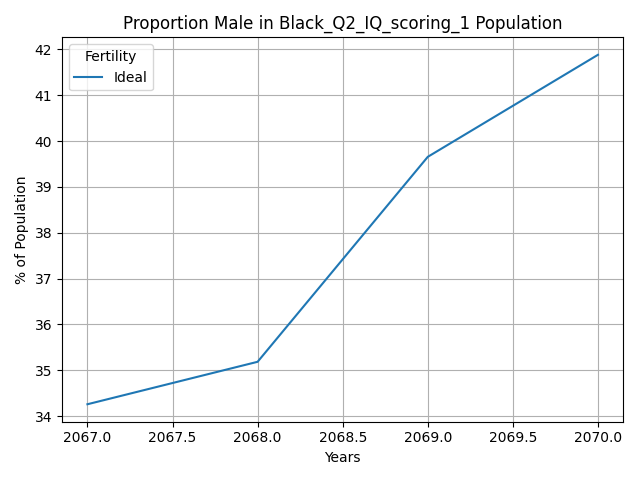 Proportion Male in Black_Q2_IQ_scoring_1 Population
Fertility
Ideal
% of Population
42
41
40
39
38
37
36
35
34
2067.0 2067.5 2068.0 2068.5 2069.0 2069.5 2070.0
Years